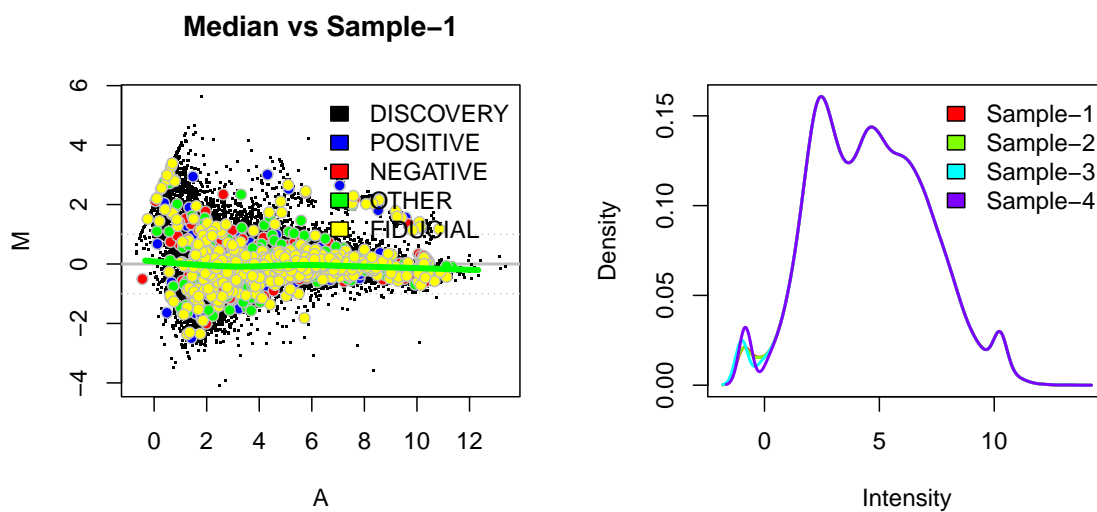 Median vs Sample−1
M
6
4
2
0
−2
−4
DISCOVERY
POSITIVE
NEGATIVE
OTHER
FIDUCIAL
0 2 4 6 8 10 12
A
Density
0.15
0.10
0.05
0.00
Sample−1
Sample−2
Sample−3
Sample−4
0 5 10
Intensity